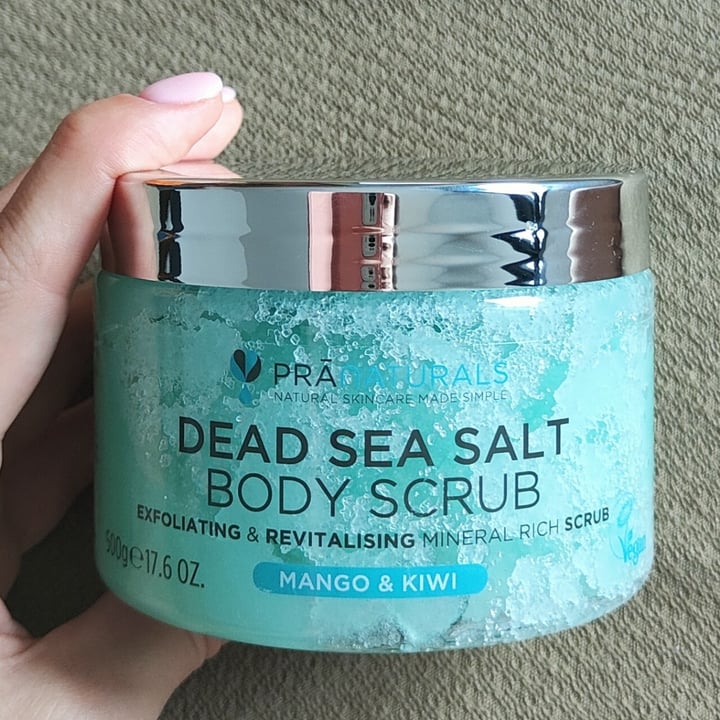 PRĀNATURALS
NATURAL SKINCARE MADE SIMPLE
DEAD SEA SALT
BODY SCRUB
EXFOLIATING & REVITALISING MINERAL RICH SCRUB
500g℮17.6 OZ.
Vegan
MANGO & KIWI